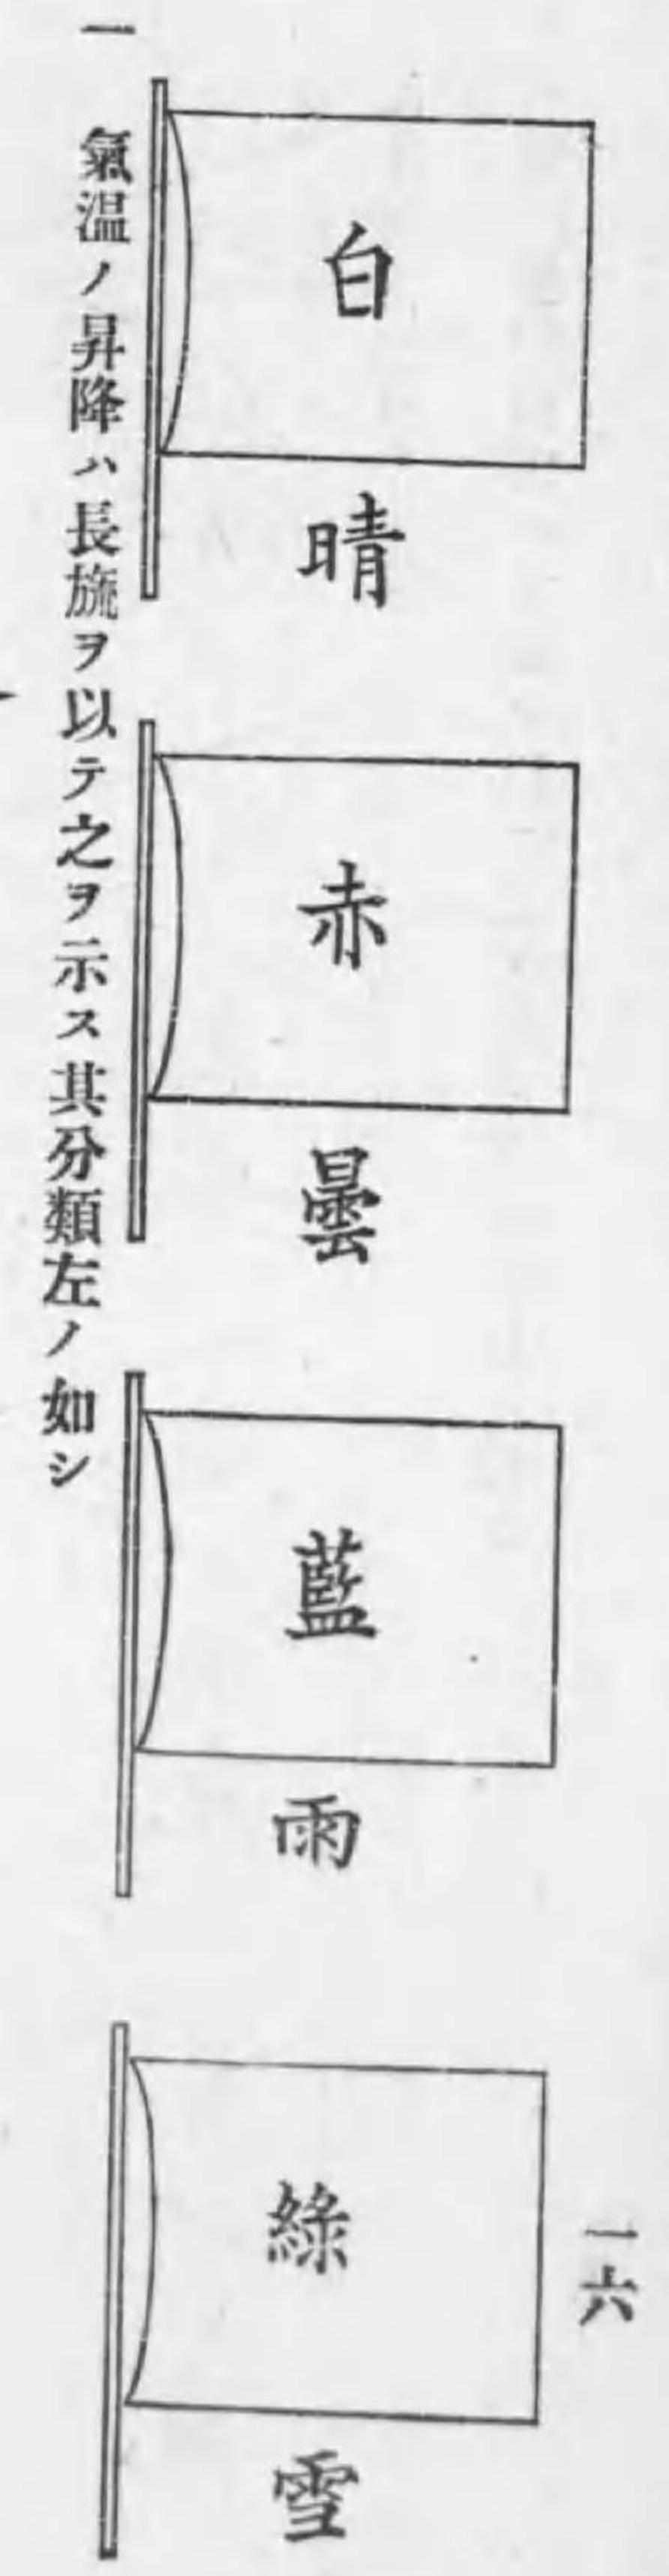 一六
白
晴
赤
曇
藍
雨
綠
雪
一 氣温ノ昇降ハ長旒ヲ以テ之ヲ示ス其分類左ノ如シ